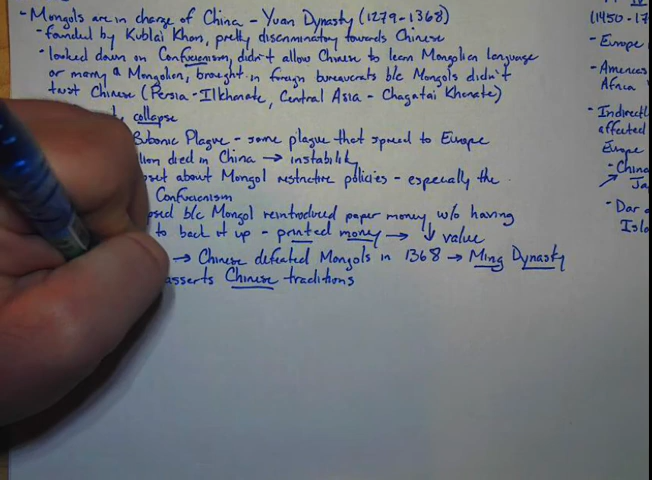 - Mongols are in charge of China - Yuan Dynasty (1279-1368)
- founded by Kublai Khan, pretty discriminatory towards Chinese
- looked down on Confucianism, didn't allow Chinese to learn Mongolian language
or marry a Mongolian, brought in foreign bureaucrats b/c Mongols didn't
trust Chinese (Persia - Ilkhanate, Central Asia - Chagatai Khanate)
collapse
Bubonic Plague - same plague that spread to Europe
died in China → instability
about Mongol restrictive policies - especially the
Confucianism
b/c Mongol reintroduced paper money, w/o having
to back it up - printed money → ↓ value
→ Chinese defeated Mongols in 1368 → Ming Dynasty
asserts Chinese traditions
(1450-17
- Europe
- Americas
Africa
- Indirectl
affected
Europe
- China
→ Ja
- Dar a
Isla